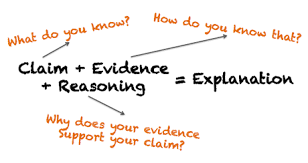 What do you know?
How do you know that?
Claim + Evidence
+ Reasoning
= Explanation
Why does your evidence
support your claim?